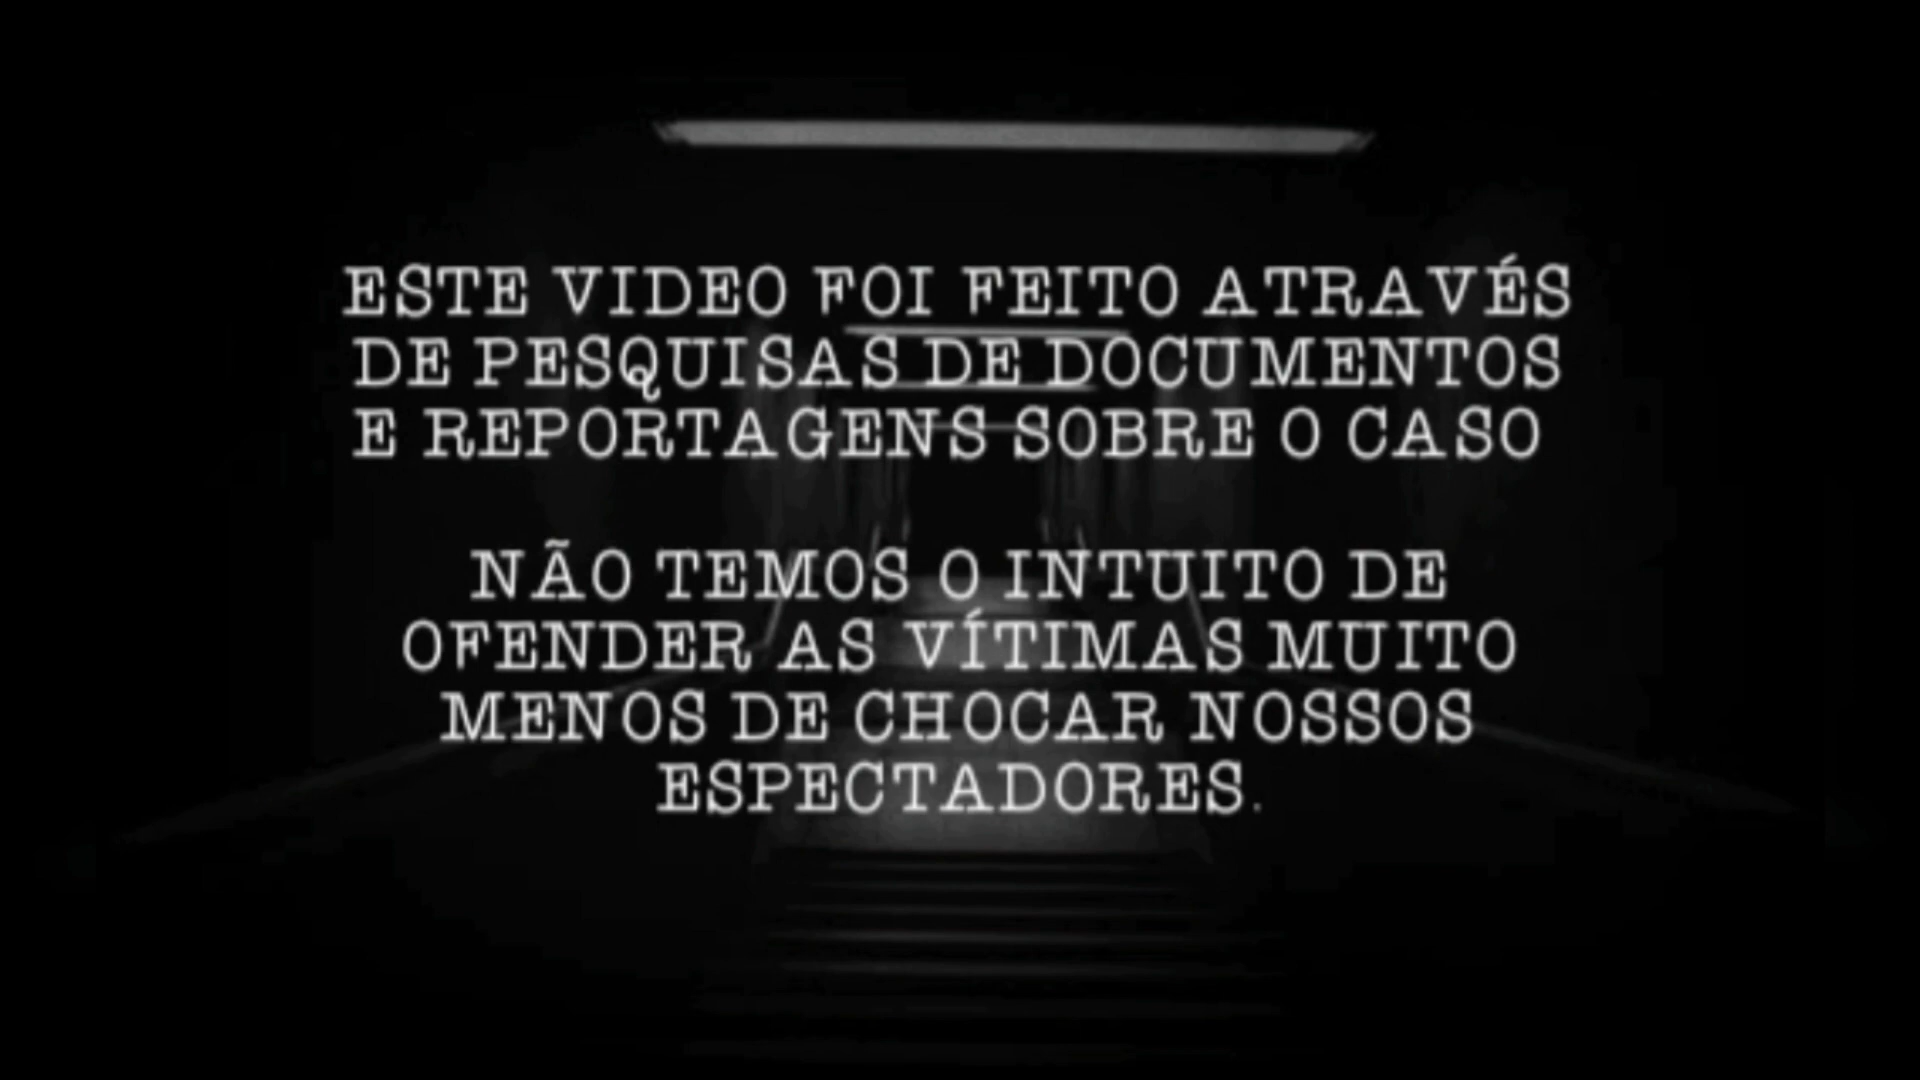 ESTE VIDEO FOI FEITO ATRAVÉS
DE PESQUISAS DE DOCUMENTOS
E REPORTAGENS SOBRE O CASO
NÃO TEMOS O INTUITO DE
OFENDER AS VÍTIMAS MUITO
MENOS DE CHOCAR NOSSOS
ESPECTADORES.